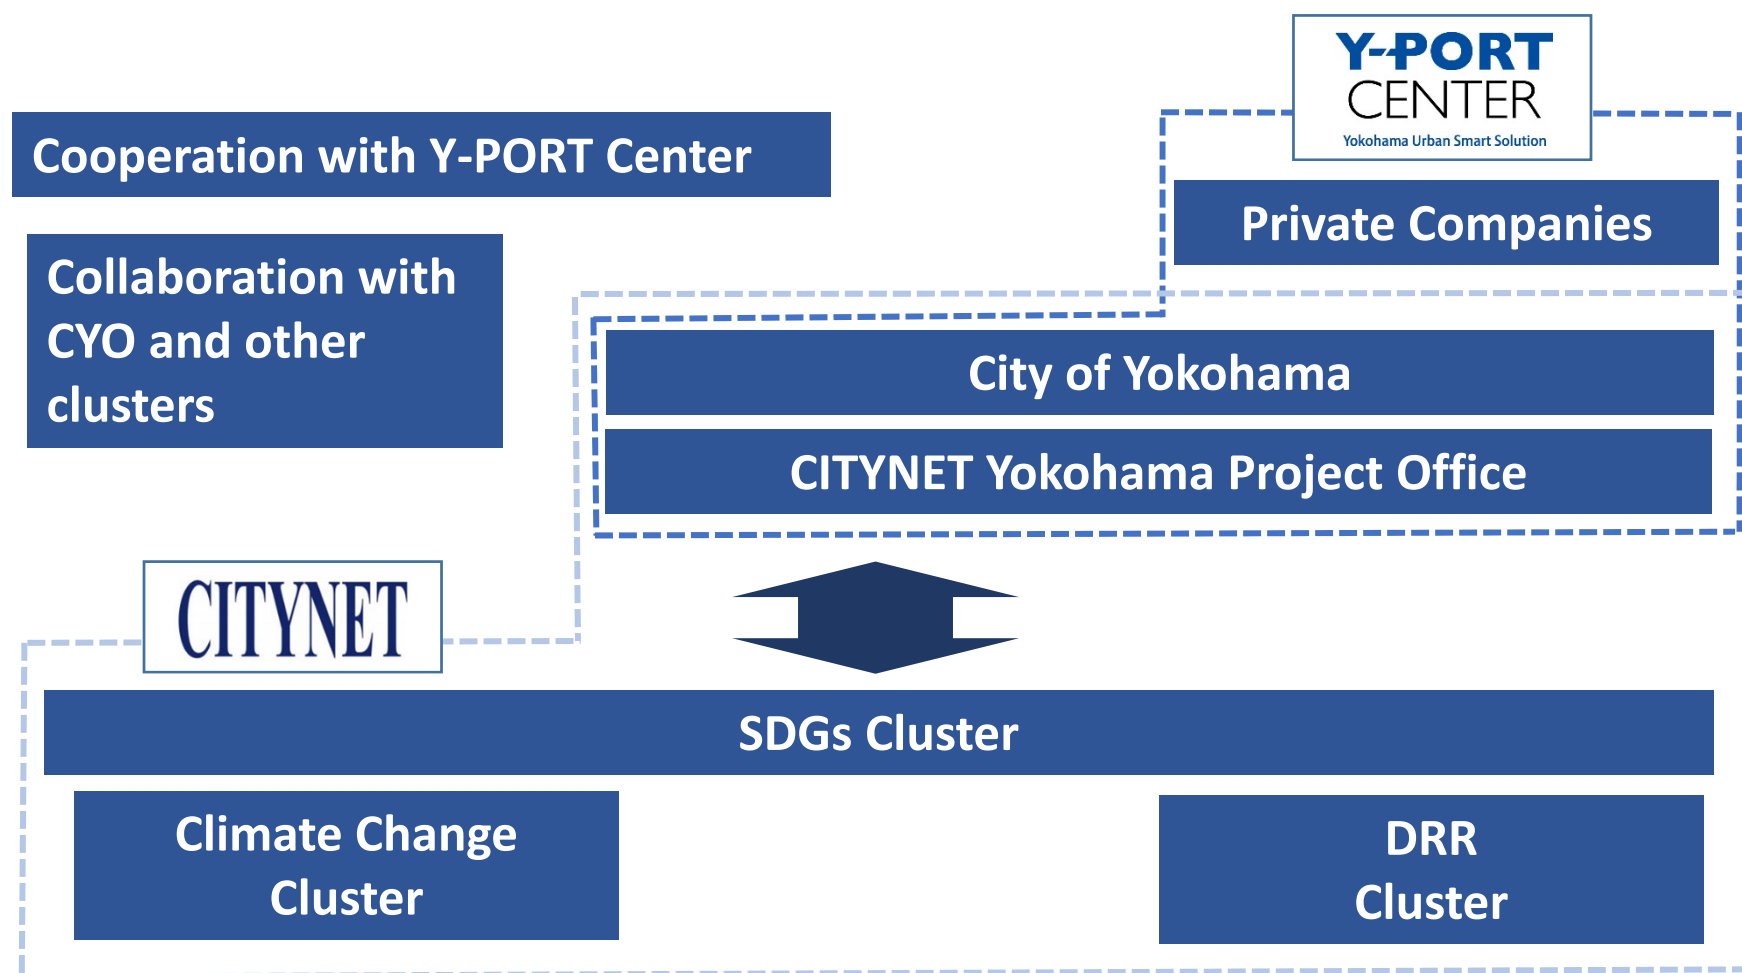 Y-PORT
CENTER
Yokohama Urban Smart Solution
Cooperation with Y-PORT Center
Private Companies
Collaboration with
CYO and other
clusters
City of Yokohama
CITYNET Yokohama Project Office
CITYNET
SDGs Cluster
Climate Change
Cluster
DRR
Cluster